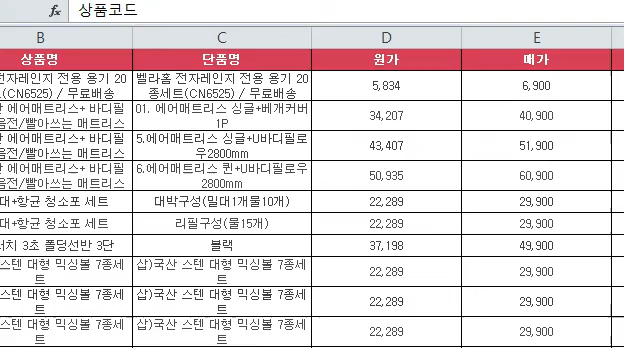 fx 상품코드
B C D E
상품명 단품명 원가 매가
전자레인지 전용 용기 20 벨라홈 전자레인지 전용 용기 20 5,834 6,900
(CN6525) / 무료배송 종세트(CN6525) / 무료배송
에어매트리스+ 바디필 01. 에어매트리스 싱글+베개커버 34,207 40,900
음전/빨아쓰는 매트리스 1P
에어매트리스+ 바디필 5.에어매트리스 싱글+U바디필로 43,407 51,900
음전/빨아쓰는 매트리스 우2800mm
에어매트리스+ 바디필 6.에어매트리스 퀸+U바디필로우 50,935 60,900
음전/빨아쓰는 매트리스 2800mm
대+항균 청소포 세트 대박구성(밀대1개물10개) 22,289 29,900
대+항균 청소포 세트 리필구성(물15개) 22,289 29,900
서치 3초 폴딩선반 3단 블랙 37,198 49,900
스텐 대형 믹싱볼 7종세 삽)국산 스텐 대형 믹싱볼 7종세 22,289 29,900
트 트
스텐 대형 믹싱볼 7종세 삽)국산 스텐 대형 믹싱볼 7종세 22,289 29,900
트 트
스텐 대형 믹싱볼 7종세 삽)국산 스텐 대형 믹싱볼 7종세 22,289 29,900
트 트